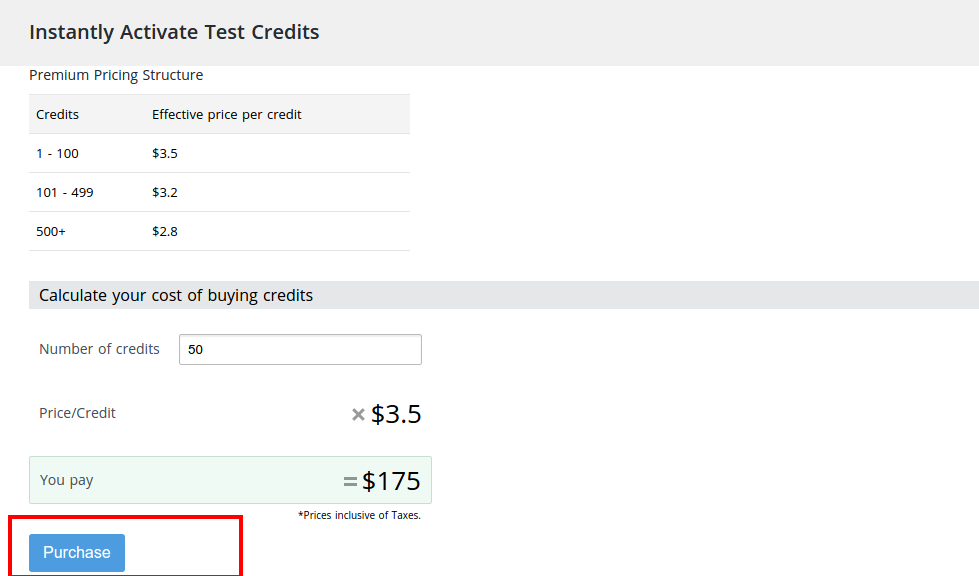 Instantly Activate Test Credits
Premium Pricing Structure
Credits Effective price per credit
1 - 100 $3.5
101 - 499 $3.2
500+ $2.8
Calculate your cost of buying credits
Number of credits 50
Price/Credit × $3.5
You pay = $175
*Prices inclusive of Taxes.
Purchase